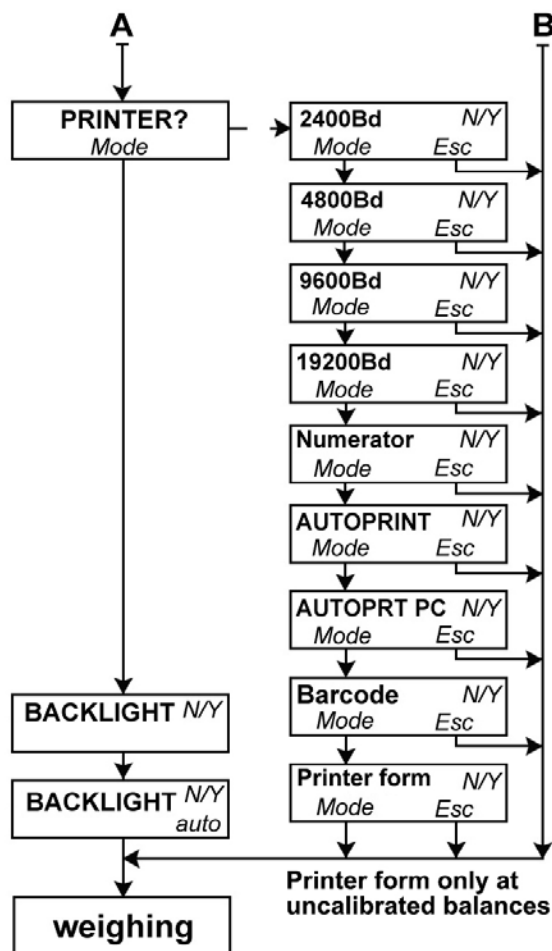 A
B
PRINTER?
Mode
2400Bd N/Y
Mode Esc
4800Bd N/Y
Mode Esc
9600Bd N/Y
Mode Esc
19200Bd N/Y
Mode Esc
Numerator N/Y
Mode Esc
AUTOPRINT N/Y
Mode Esc
AUTOPRT PC N/Y
Mode Esc
Barcode N/Y
Mode Esc
Printer form N/Y
Mode Esc
BACKLIGHT N/Y
BACKLIGHT N/Y
auto
Printer form only at
uncalibrated balances
weighing